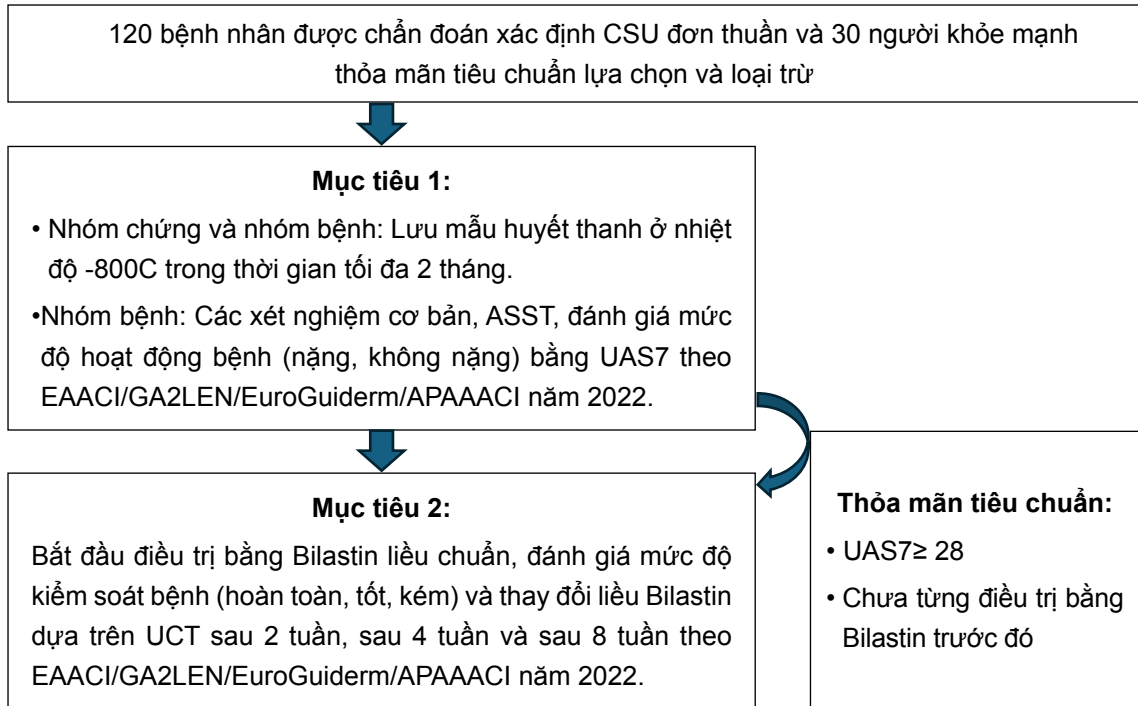 120 bệnh nhân được chẩn đoán xác định CSU đơn thuần và 30 người khỏe mạnh
thỏa mãn tiêu chuẩn lựa chọn và loại trừ
Mục tiêu 1:
• Nhóm chứng và nhóm bệnh: Lưu mẫu huyết thanh ở nhiệt
độ -800C trong thời gian tối đa 2 tháng.
•Nhóm bệnh: Các xét nghiệm cơ bản, ASST, đánh giá mức
độ hoạt động bệnh (nặng, không nặng) bằng UAS7 theo
EAACI/GA2LEN/EuroGuiderm/APAAACI năm 2022.
Mục tiêu 2:
Bắt đầu điều trị bằng Bilastin liều chuẩn, đánh giá mức độ
kiểm soát bệnh (hoàn toàn, tốt, kém) và thay đổi liều Bilastin
dựa trên UCT sau 2 tuần, sau 4 tuần và sau 8 tuần theo
EAACI/GA2LEN/EuroGuiderm/APAAACI năm 2022.
Thỏa mãn tiêu chuẩn:
• UAS7≥ 28
• Chưa từng điều trị bằng
Bilastin trước đó